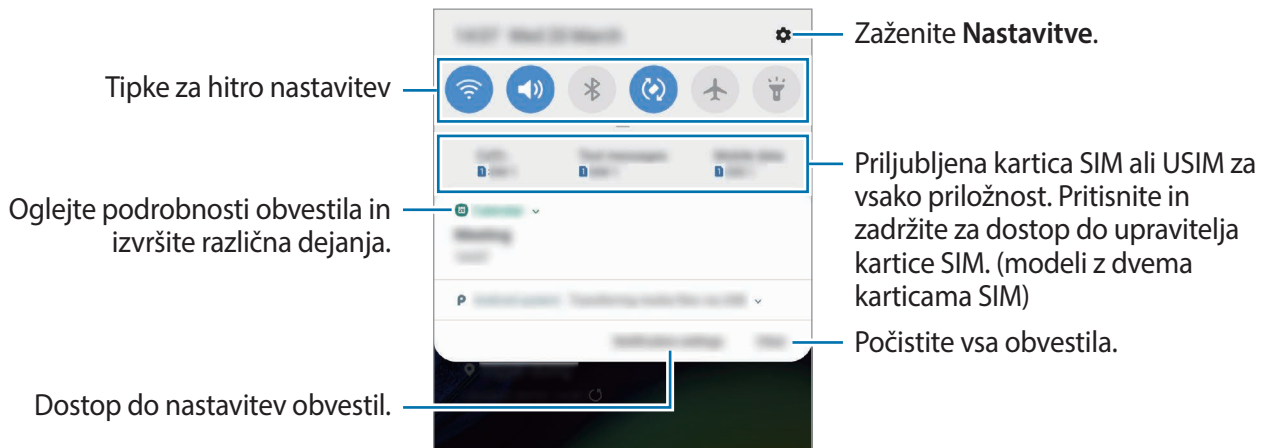 Zaženite Nastavitve.
Tipke za hitro nastavitev
Priljubljena kartica SIM ali USIM za
vsako priložnost. Pritisnite in
zadržite za dostop do upravitelja
kartice SIM. (modeli z dvema
karticama SIM)
Oglejte podrobnosti obvestila in
izvršite različna dejanja.
Počistite vsa obvestila.
Dostop do nastavitev obvestil.